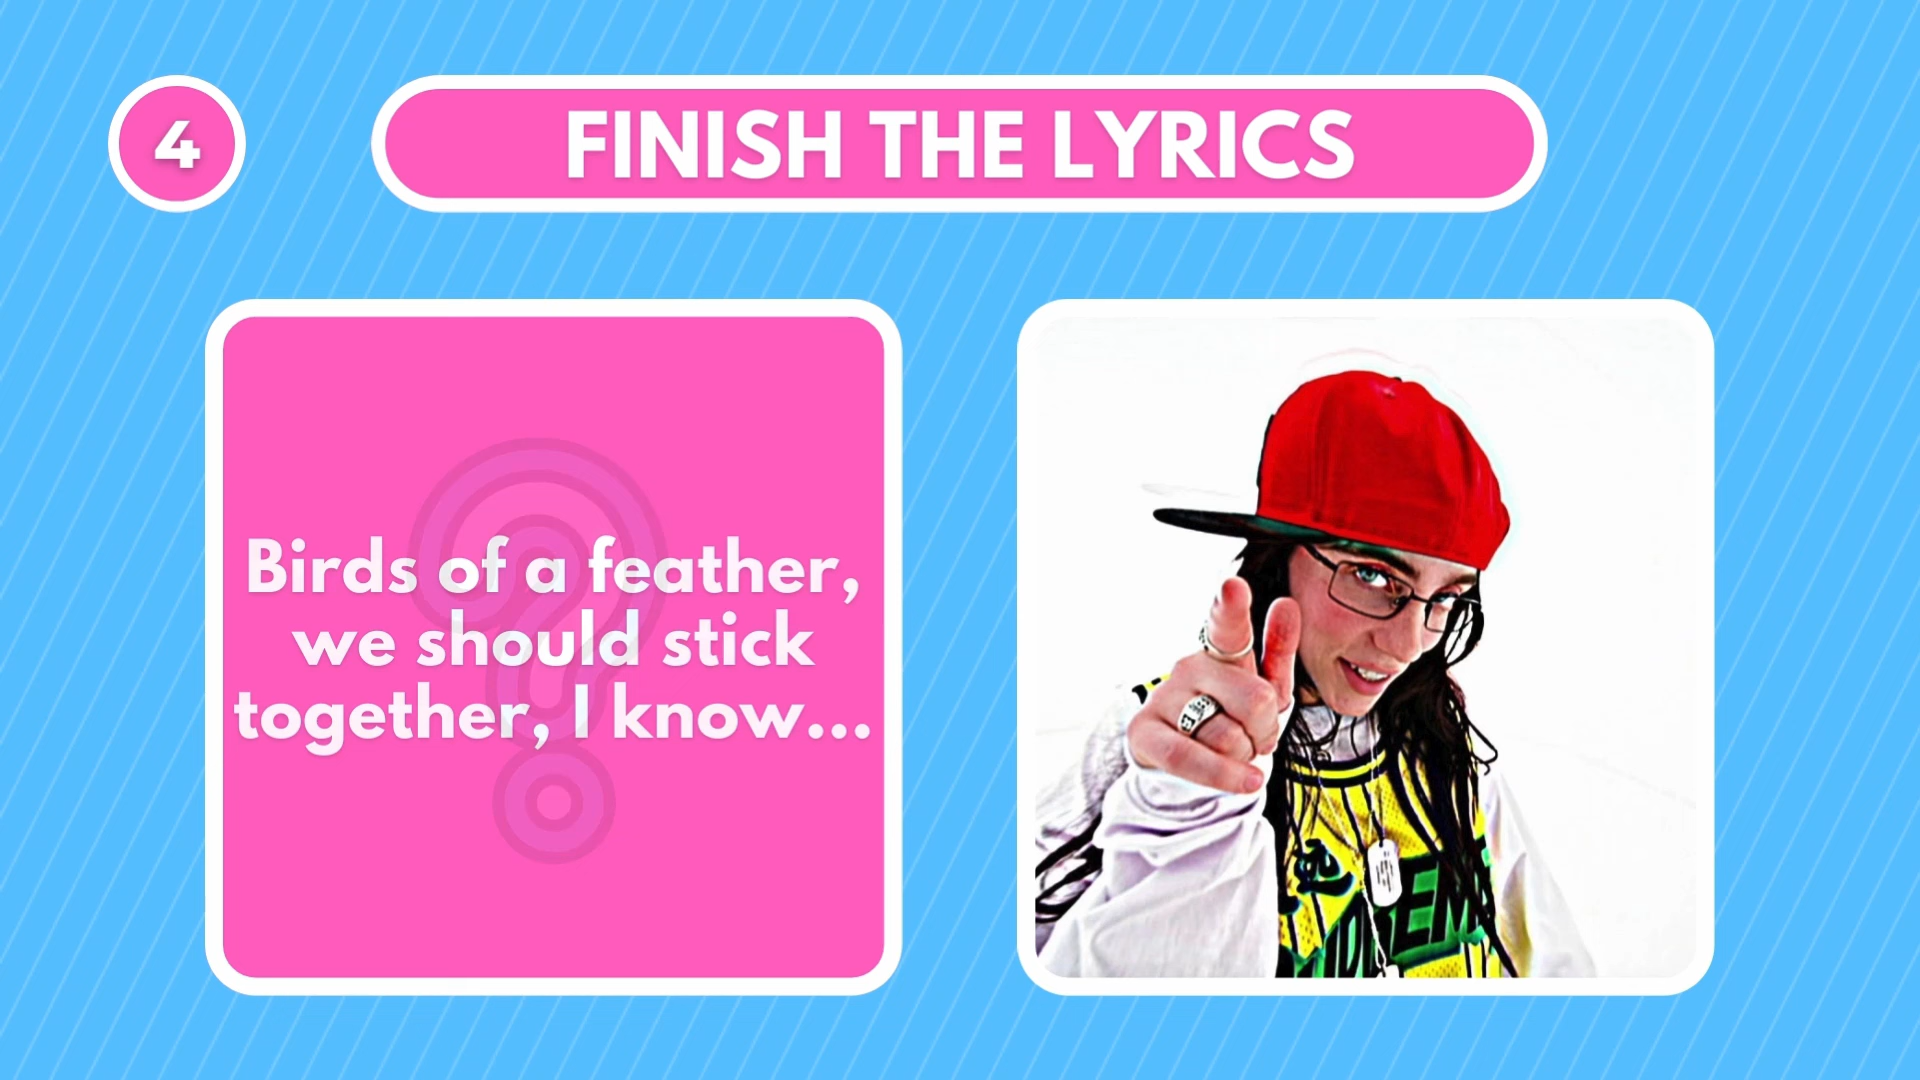 4
FINISH THE LYRICS
Birds of a feather,
we should stick
together, I know...